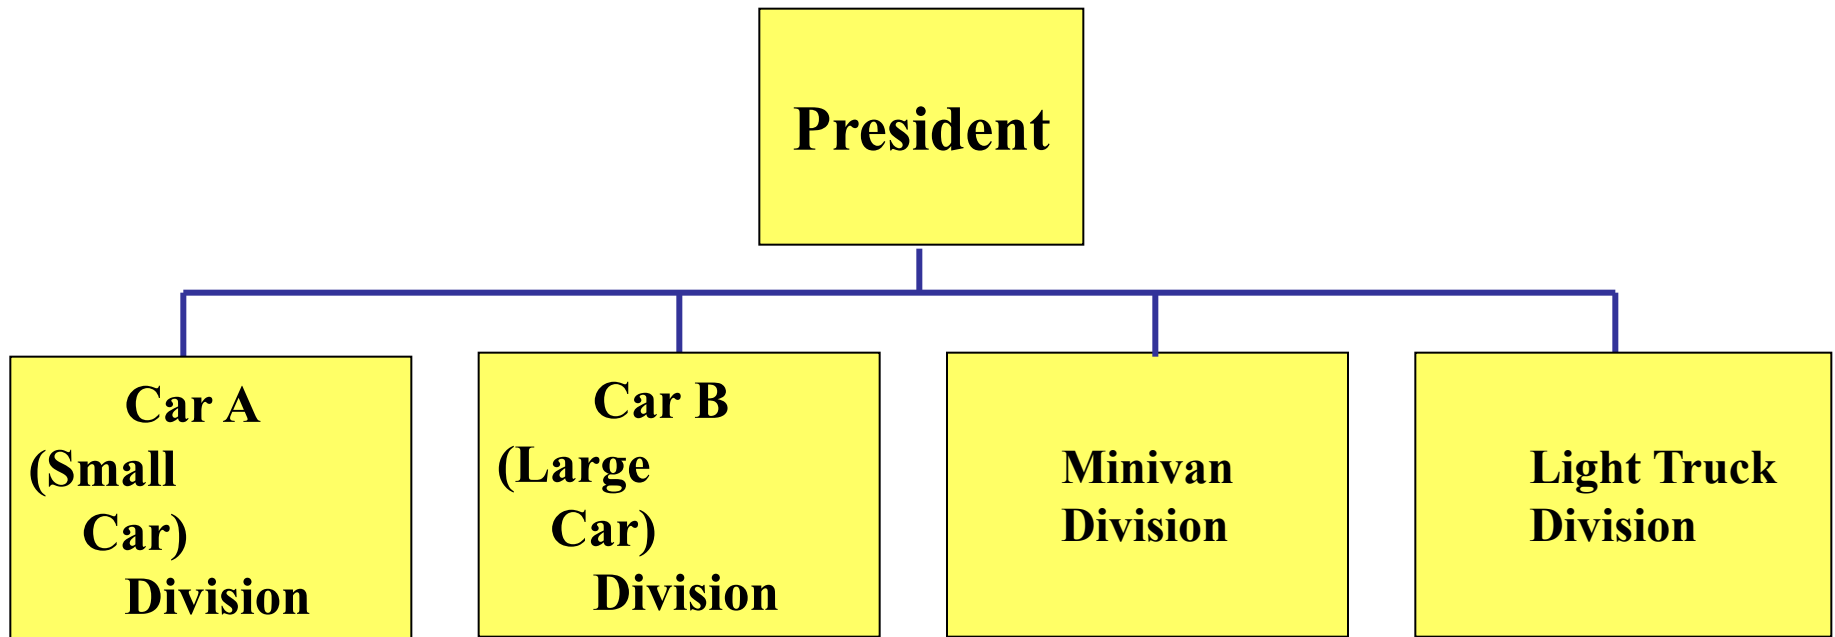 President
Car A
(Small
Car)
Division
Car B
(Large
Car)
Division
Minivan
Division
Light Truck
Division